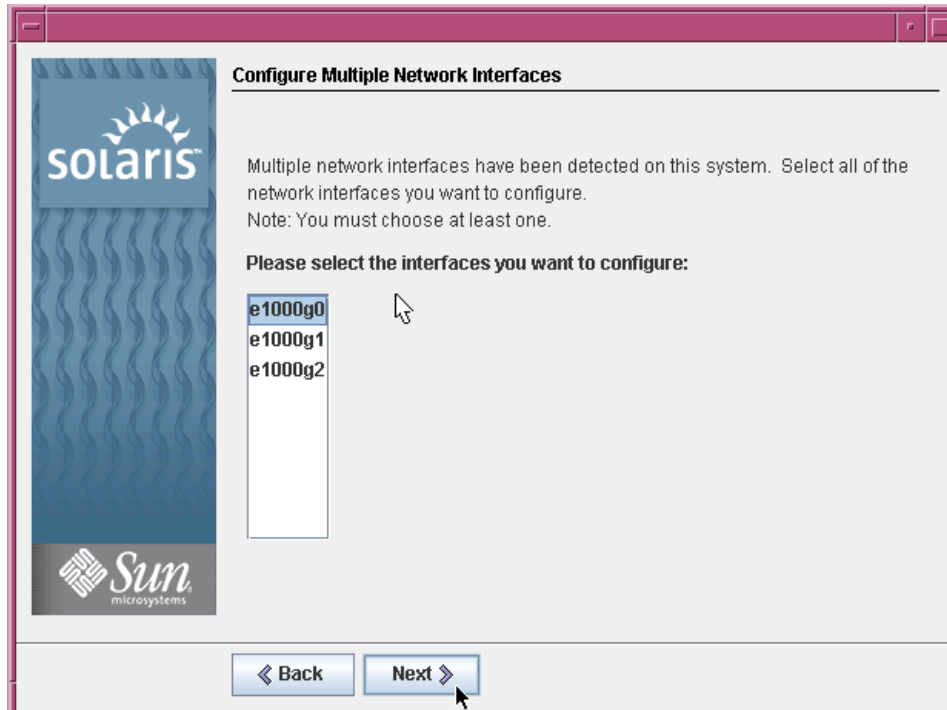 Configure Multiple Network Interfaces
solaris™
Multiple network interfaces have been detected on this system. Select all of the
network interfaces you want to configure.
Note: You must choose at least one.
Please select the interfaces you want to configure:
e1000g0
e1000g1
e1000g2
Sun
microsystems
Back
Next